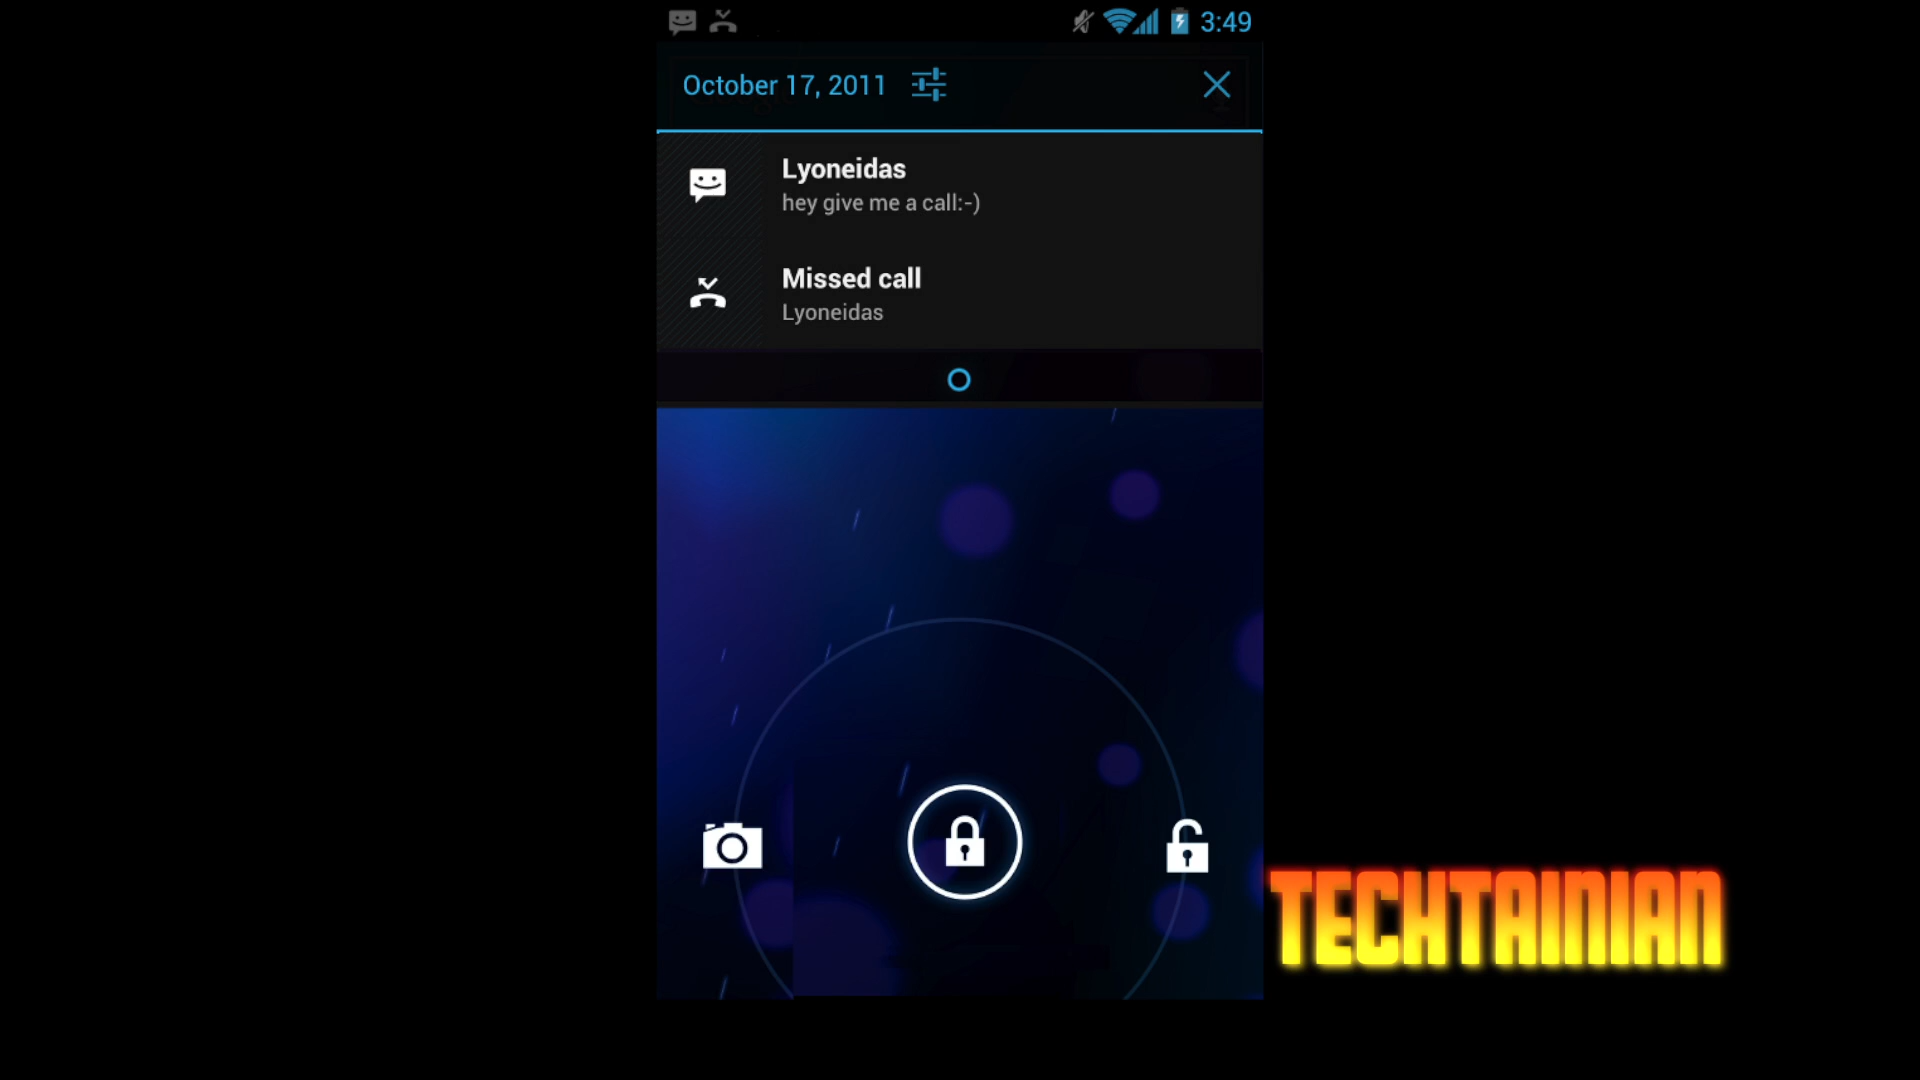 3:49
October 17, 2011
Lyoneidas
hey give me a call:-)
Missed call
Lyoneidas
TECHTAINIAN